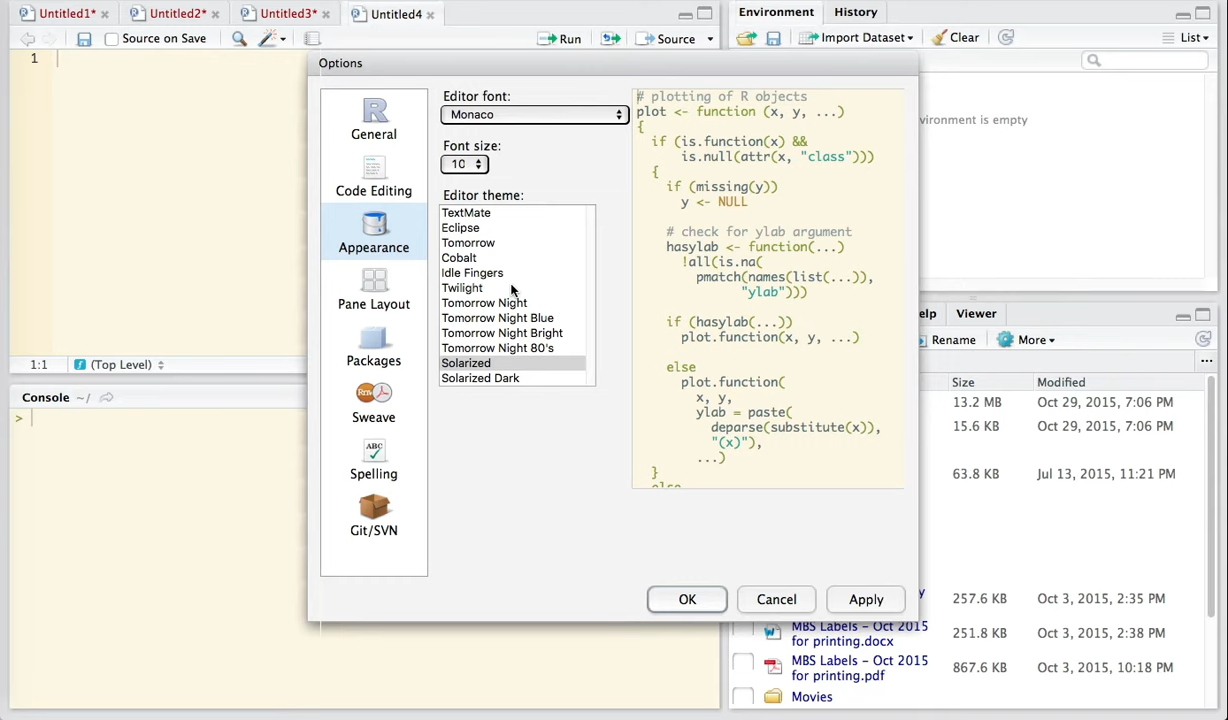 Untitled1* × Untitled2* × Untitled3* × Untitled4 ×
Source on Save Run Source
1
1:1 (Top Level)
Console ~/
>
Environment History
Import Dataset Clear List
vironment is empty
Options
General
Code Editing
Appearance
Pane Layout
Packages
Sweave
ABC
Spelling
Git/SVN
Editor font:
Monaco
Font size:
10
Editor theme:
TextMate
Eclipse
Tomorrow
Cobalt
Idle Fingers
Twilight
Tomorrow Night
Tomorrow Night Blue
Tomorrow Night Bright
Tomorrow Night 80's
Solarized
Solarized Dark
# plotting of R objects
plot <- function (x, y, ...)
{
if (is.function(x) &&
is.null(attr(x, "class")))
{
if (missing(y))
y <- NULL
# check for ylab argument
hasylab <- function(...)
!all(is.na(
pmatch(names(list(...)),
"ylab")))
if (hasylab(...))
plot.function(x, y, ...)
else
plot.function(
x, y,
ylab = paste(
deparse(substitute(x)),
"(x)"),
...)
}
else
OK Cancel Apply
elp Viewer
Rename More
...
Size Modified
13.2 MB Oct 29, 2015, 7:06 PM
15.6 KB Oct 29, 2015, 7:06 PM
63.8 KB Jul 13, 2015, 11:21 PM
y 257.6 KB Oct 3, 2015, 2:35 PM
MBS Labels - Oct 2015
for printing.docx 251.8 KB Oct 3, 2015, 2:38 PM
MBS Labels - Oct 2015
for printing.pdf 867.6 KB Oct 3, 2015, 10:18 PM
Movies